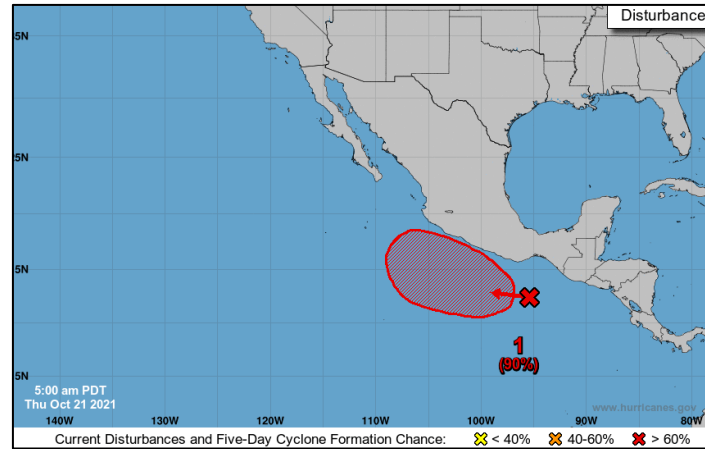 Disturbance
5N
5N
5N
5N
1
(90%)
5:00 am PDT
Thu Oct 21 2021
www.hurricanes.gov
140W 130W 120W 110W 100W 90W 80W
Current Disturbances and Five-Day Cyclone Formation Chance: < 40% 40-60% > 60%